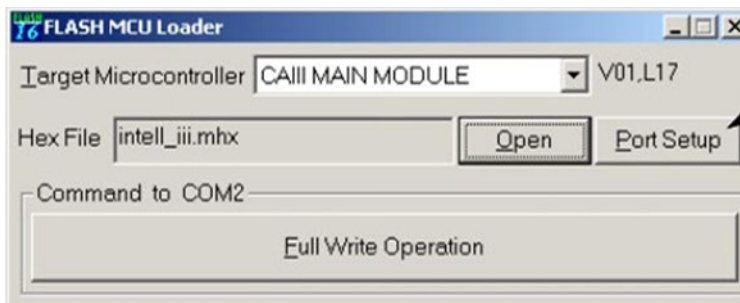 FLASH MCU Loader
Target Microcontroller CAIII MAIN MODULE V01,L17
Hex File intell_iii.mhx Open Port Setup
Command to COM2
Full Write Operation